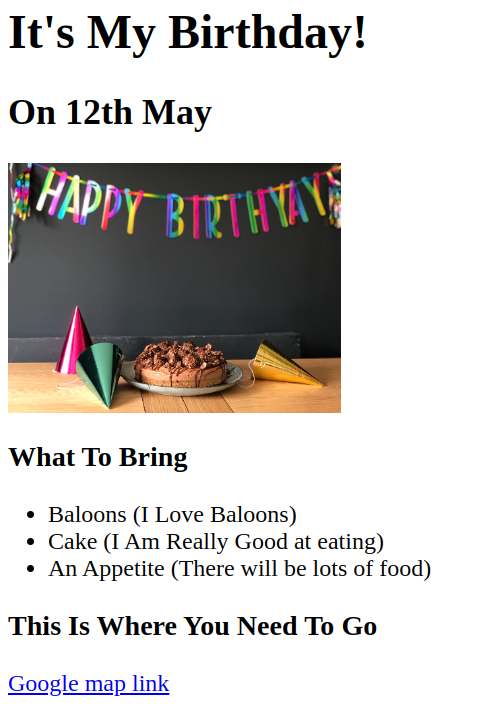 It's My Birthday!
On 12th May
HAPPY BIRTHYAY
What To Bring
Baloons (I Love Baloons)
Cake (I Am Really Good at eating)
An Appetite (There will be lots of food)
This Is Where You Need To Go
Google map link